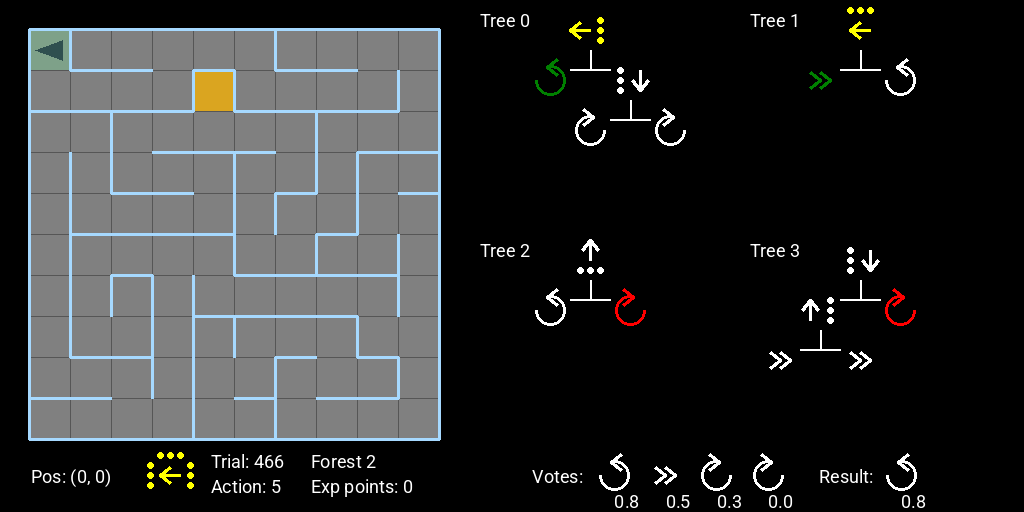 Tree 0
Tree 1
Tree 2
Tree 3
Pos: (0, 0)
Trial: 466
Forest 2
Action: 5
Exp points: 0
Votes:
0.8
0.5
0.3
0.0
Result:
0.8